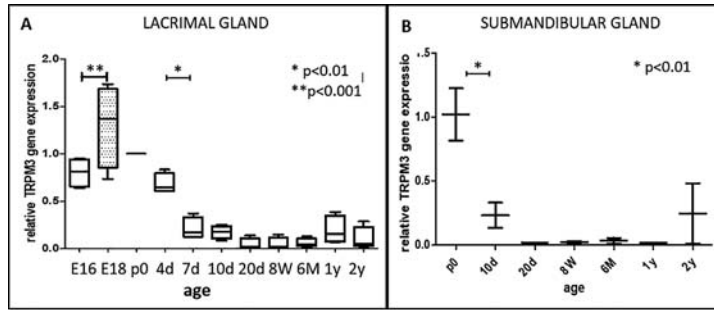 A
LACRIMAL GLAND
relative TRPM3 gene expression
2.0
1.5
1.0
0.5
0.0
**
*
* p<0.01
**p<0.001
E16 E18 p0 4d 7d 10d 20d 8W 6M 1y 2y
age
B
SUBMANDIBULAR GLAND
relative TRPM3 gene expressio
.5
1.0
0.5
0.0
*
* p<0.01
p0 10d 20d 8W 6M 1y 2y
age